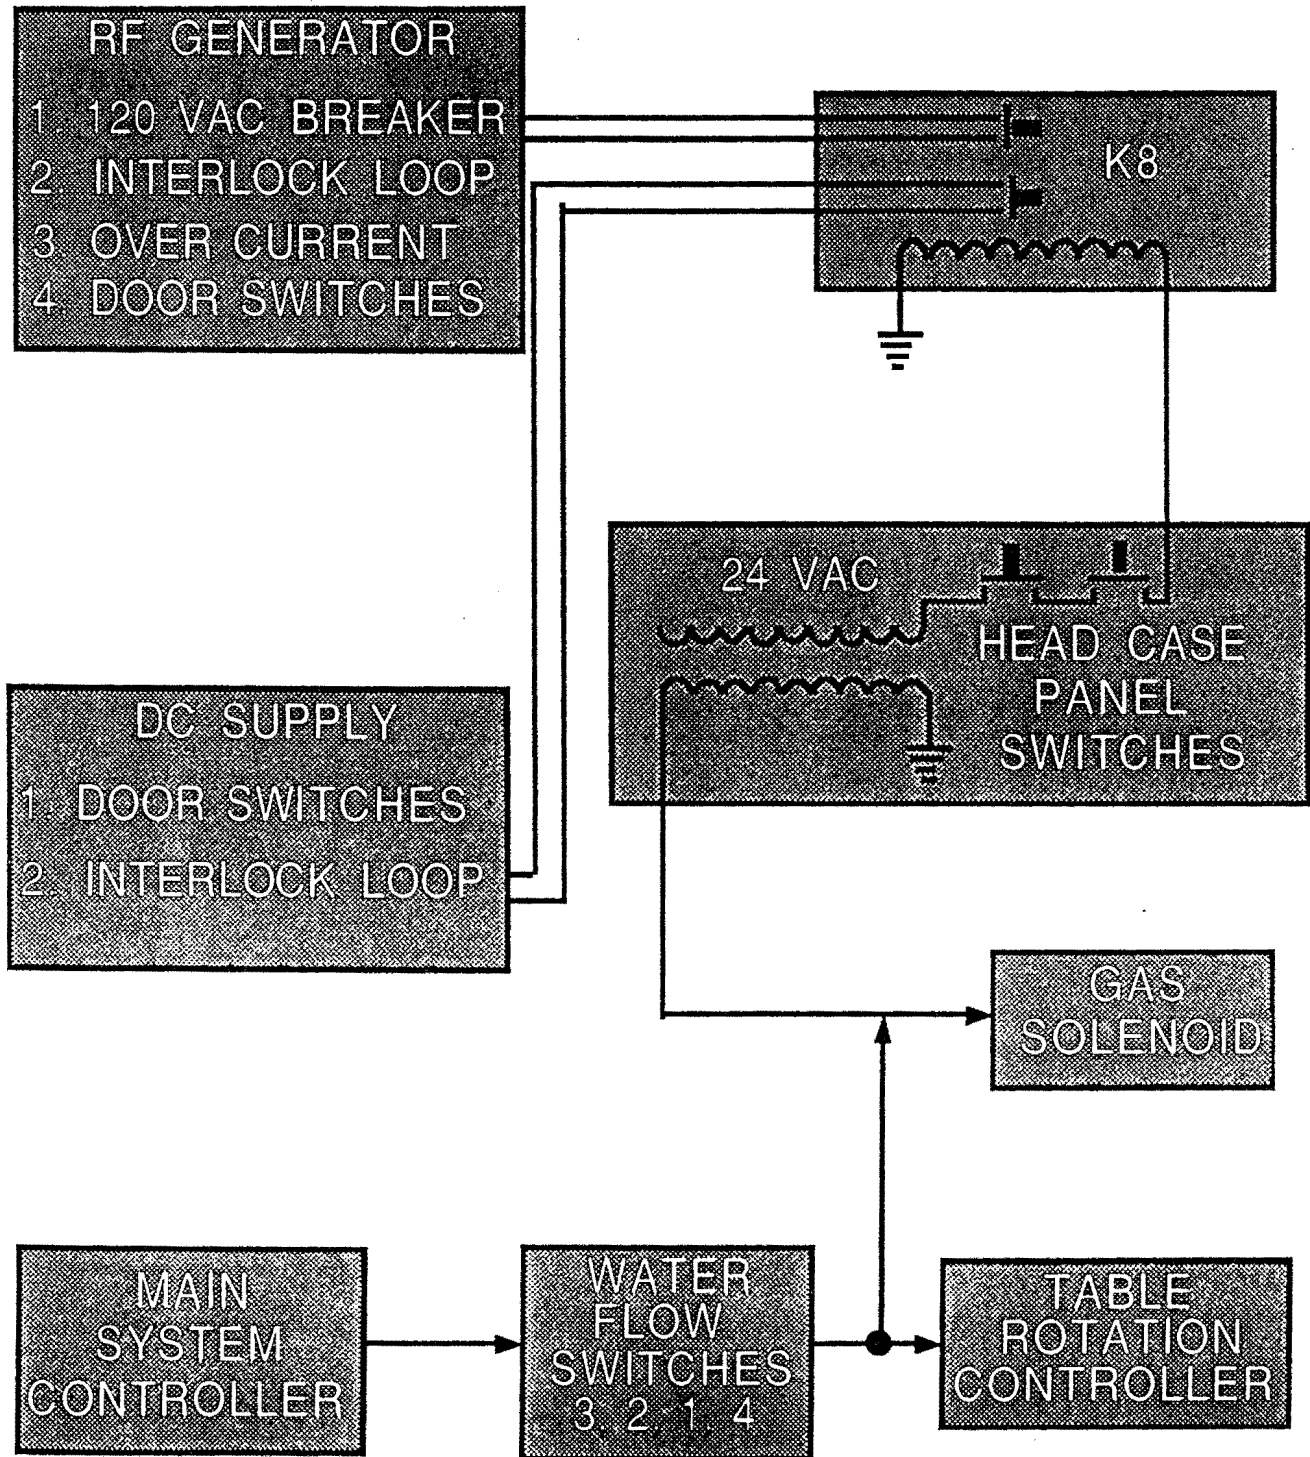 RF GENERATOR
1. 120 VAC BREAKER
2. INTERLOCK LOOP
3. OVER CURRENT
4. DOOR SWITCHES
K8
24 VAC
HEAD CASE
PANEL
SWITCHES
DC SUPPLY
1. DOOR SWITCHES
2. INTERLOCK LOOP
GAS
SOLENOID
MAIN
SYSTEM
CONTROLLER
WATER
FLOW
SWITCHES
3 2 1 4
TABLE
ROTATION
CONTROLLER